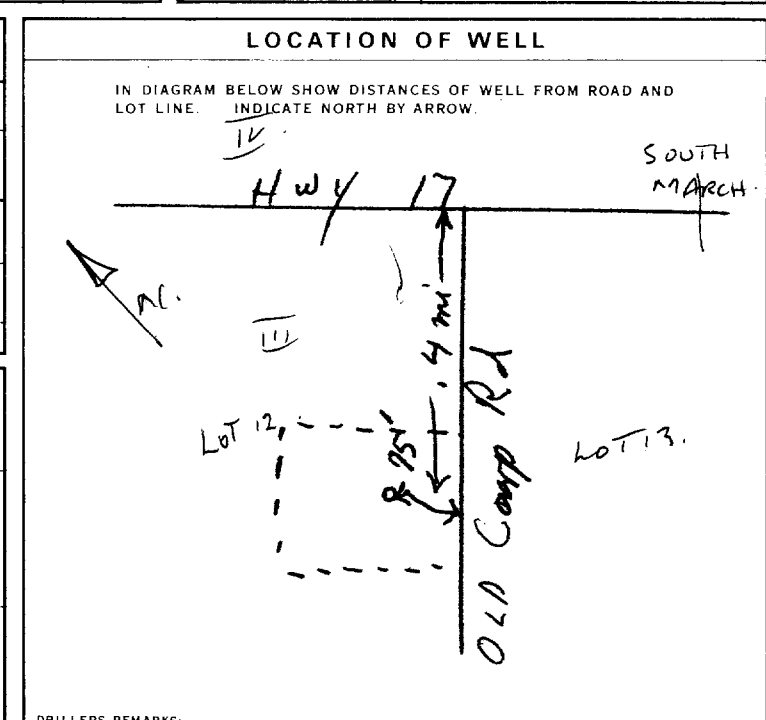 LOCATION OF WELL
IN DIAGRAM BELOW SHOW DISTANCES OF WELL FROM ROAD AND
LOT LINE. INDICATE NORTH BY ARROW.
IV
SOUTH
MARCH
HWY 17
N.
III
.4 mi
LOT 12
75'
OLD Camp Rd
LOT 13.
DRILLERS REMARKS: